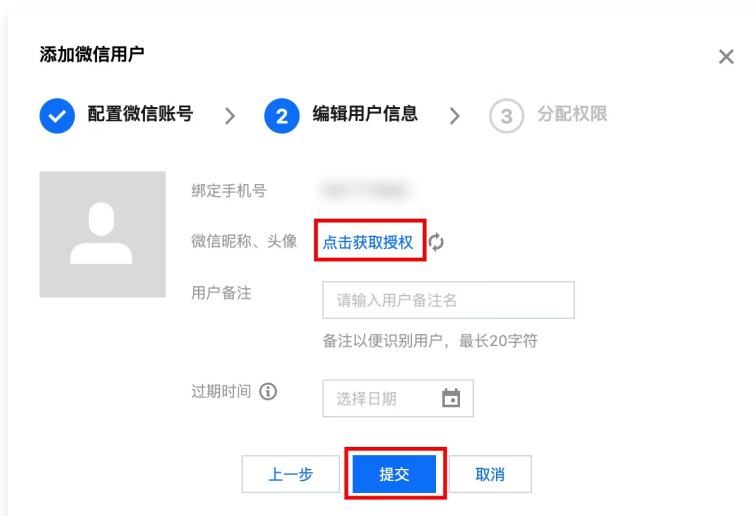 添加微信用户
配置微信账号 > 2 编辑用户信息 > 3 分配权限
绑定手机号
微信昵称、头像 点击获取授权
用户备注 请输入用户备注名
备注以便识别用户，最长20字符
过期时间 选择日期
上一步 提交 取消